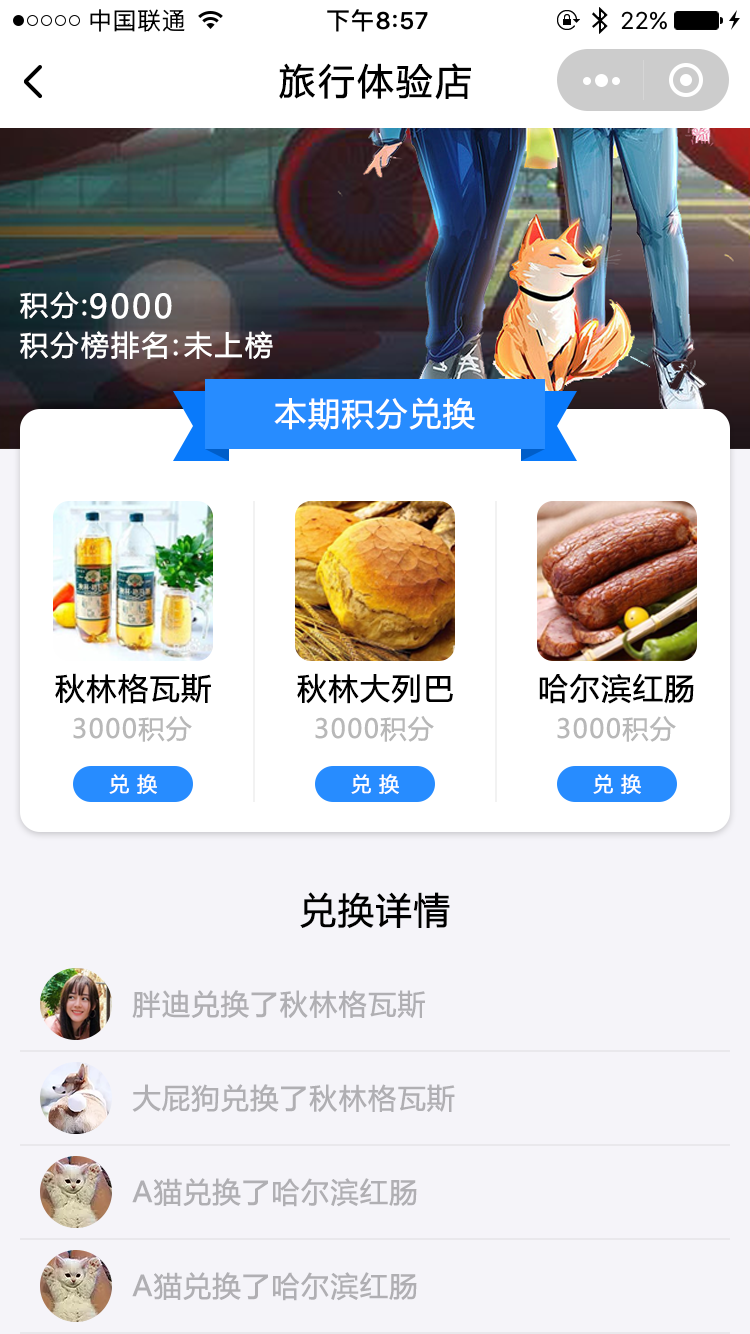 中国联通
下午8:57
22%
旅行体验店
积分:9000
积分榜排名:未上榜
本期积分兑换
秋林格瓦斯
3000积分
兑换
秋林大列巴
3000积分
兑换
哈尔滨红肠
3000积分
兑换
兑换详情
胖迪兑换了秋林格瓦斯
大屁狗兑换了秋林格瓦斯
A猫兑换了哈尔滨红肠
A猫兑换了哈尔滨红肠